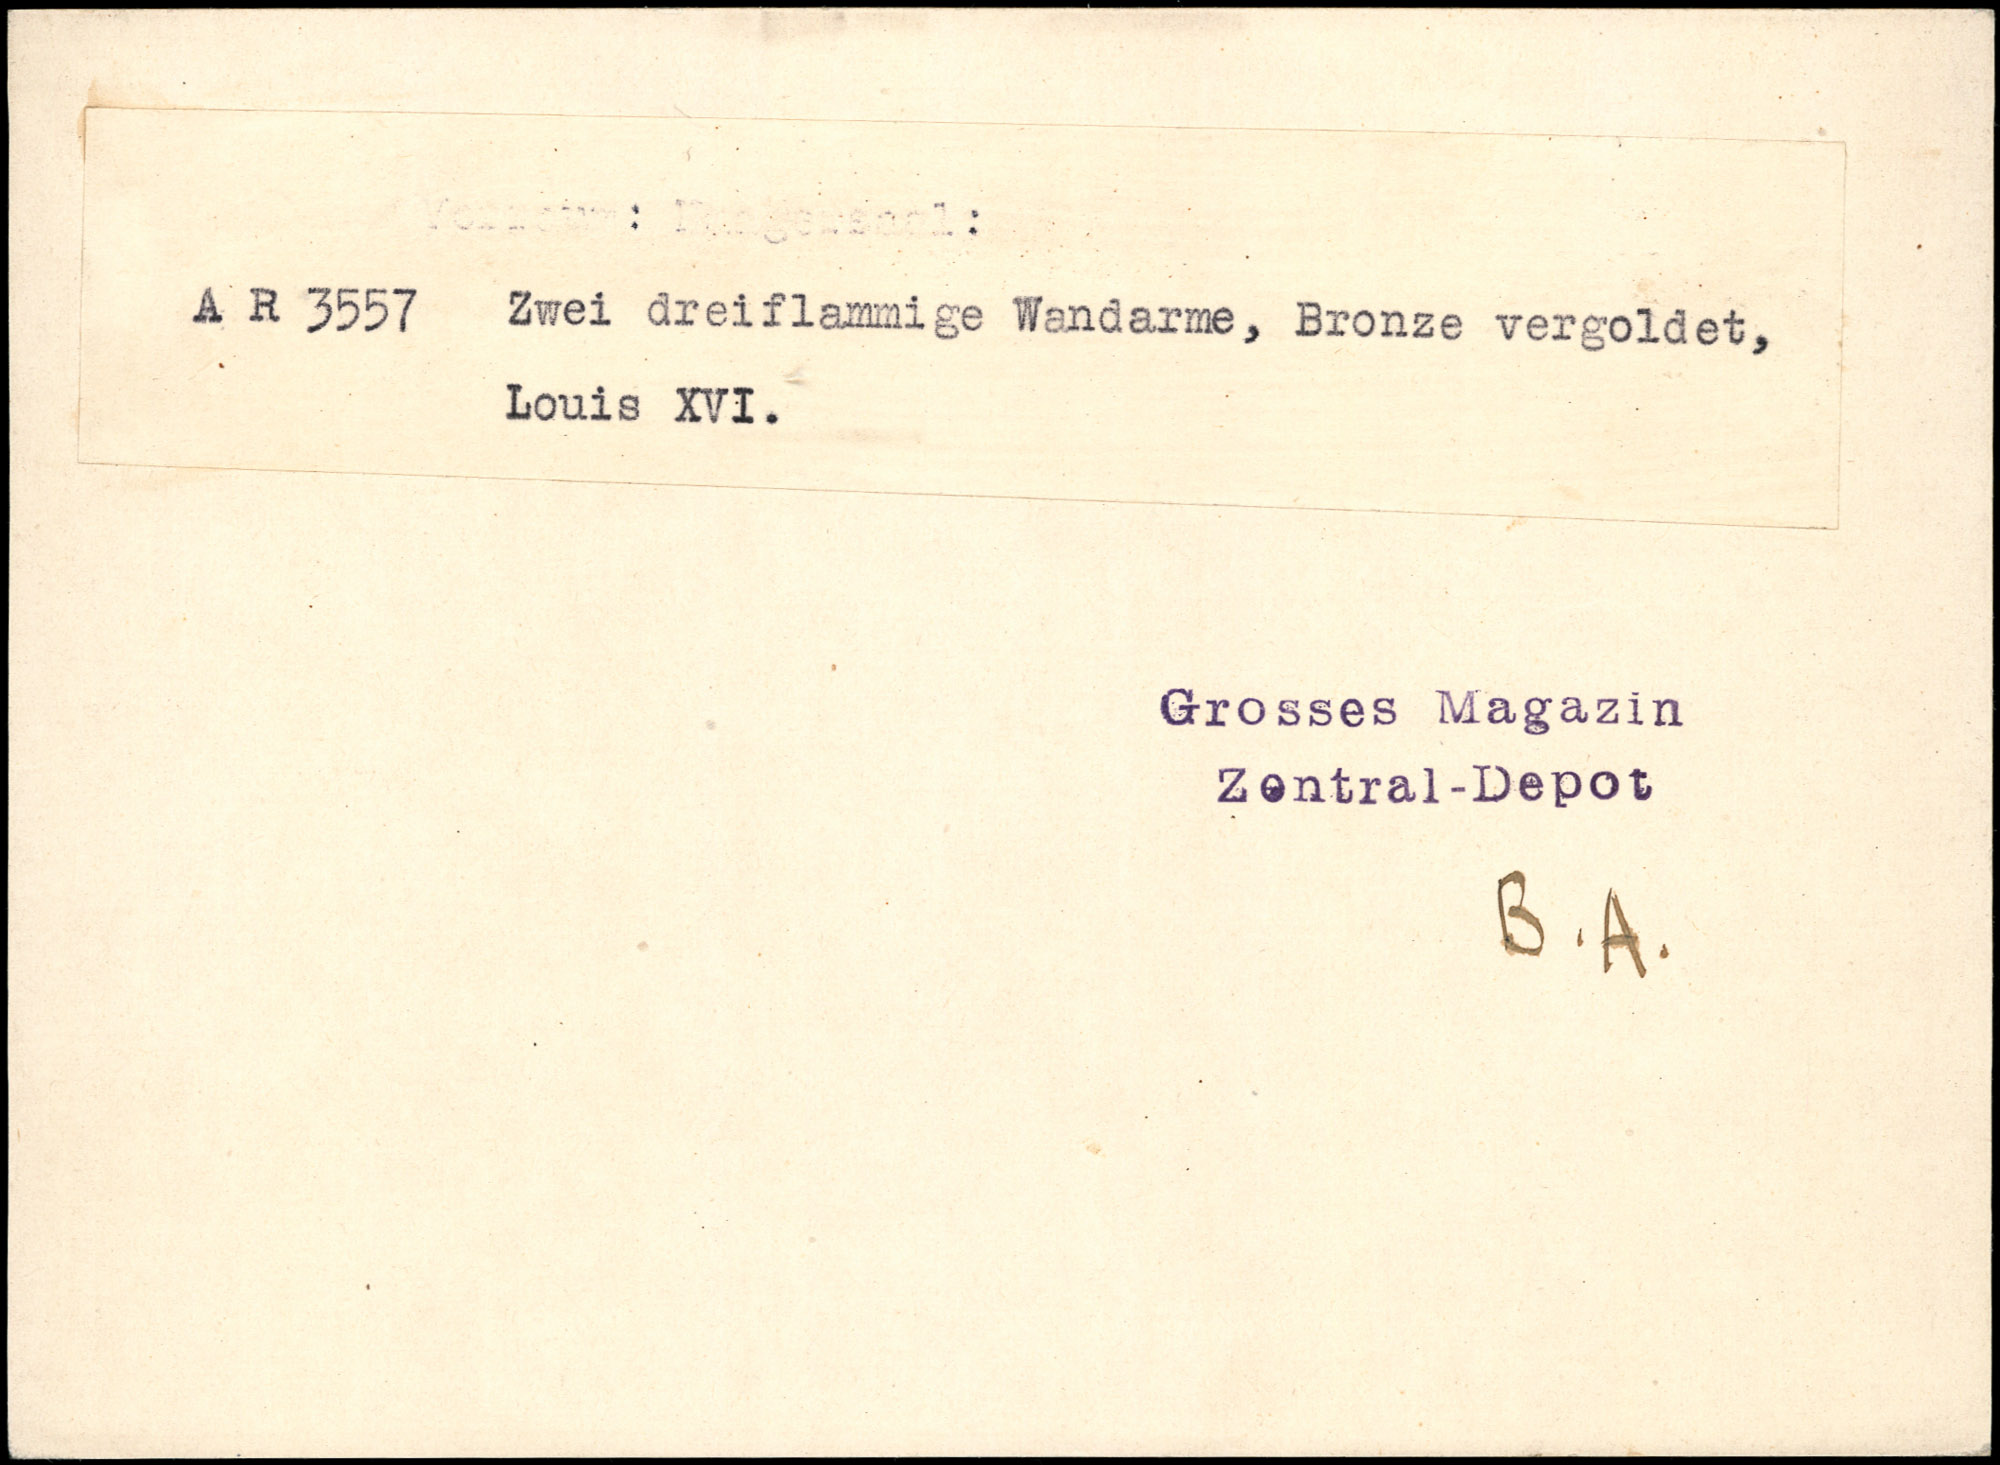 A R 3557 Zwei dreiflammige Wandarme, Bronze vergoldet,
Louis XVI.
Grosses Magazin
Zentral-Depot
B.A.